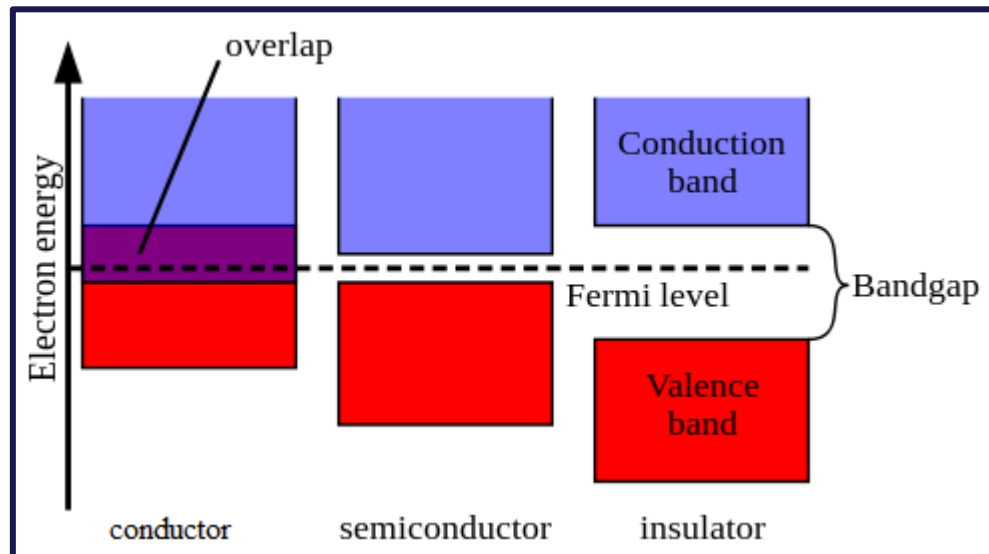 overlap
Electron energy
Conduction
band
Fermi level
Bandgap
Valence
band
conductor
semiconductor
insulator